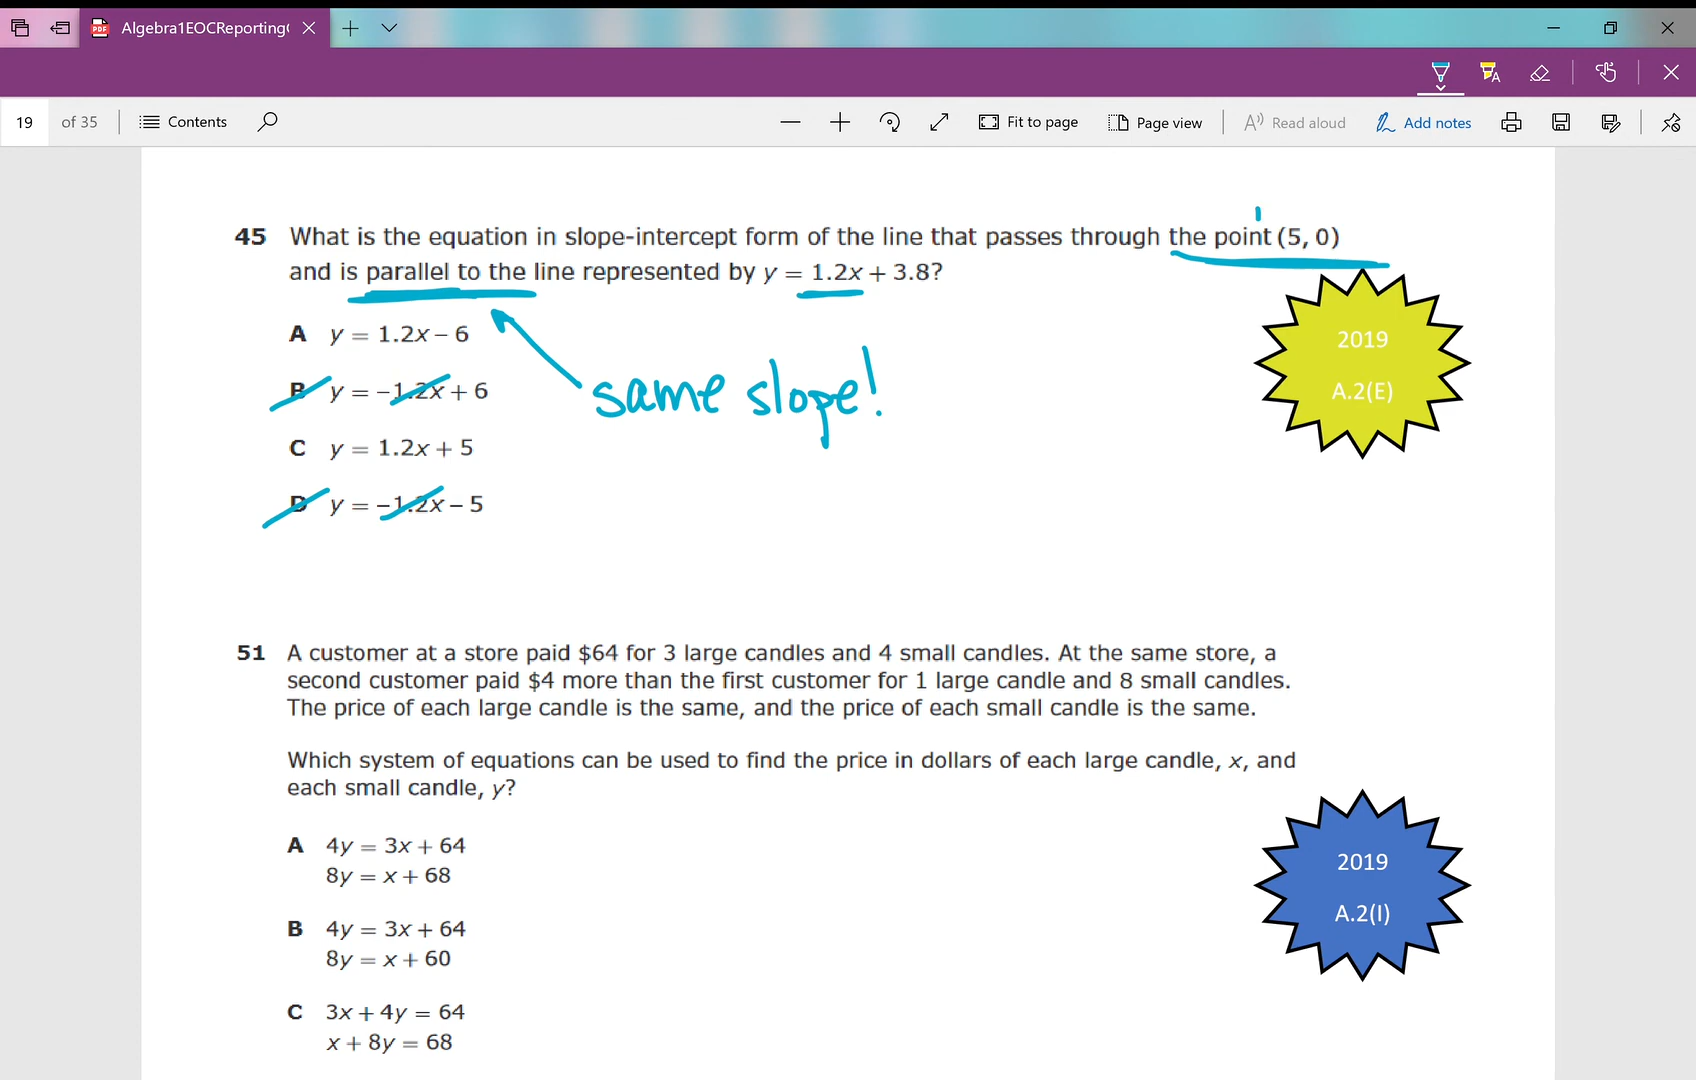 Algebra1EOCReporting(
19 of 35 Contents Fit to page Page view Read aloud Add notes
45 What is the equation in slope-intercept form of the line that passes through the point (5, 0)
and is parallel to the line represented by y = 1.2x + 3.8?
A y = 1.2x – 6
B y = –1.2x + 6
same slope!
C y = 1.2x + 5
D y = –1.2x – 5
2019
A.2(E)
51 A customer at a store paid $64 for 3 large candles and 4 small candles. At the same store, a
second customer paid $4 more than the first customer for 1 large candle and 8 small candles.
The price of each large candle is the same, and the price of each small candle is the same.
Which system of equations can be used to find the price in dollars of each large candle, x, and
each small candle, y?
A 4y = 3x + 64
8y = x + 68
B 4y = 3x + 64
8y = x + 60
C 3x + 4y = 64
x + 8y = 68
2019
A.2(I)